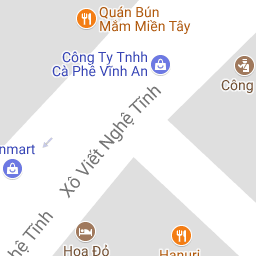 Quán Bún
Mắm Miền Tây
Công Ty Tnhh
Cà Phê Vĩnh An
Công
nmart
Xô Viết Nghệ Tĩnh
hệ Tĩnh
Hoa Đỏ
Hanuri